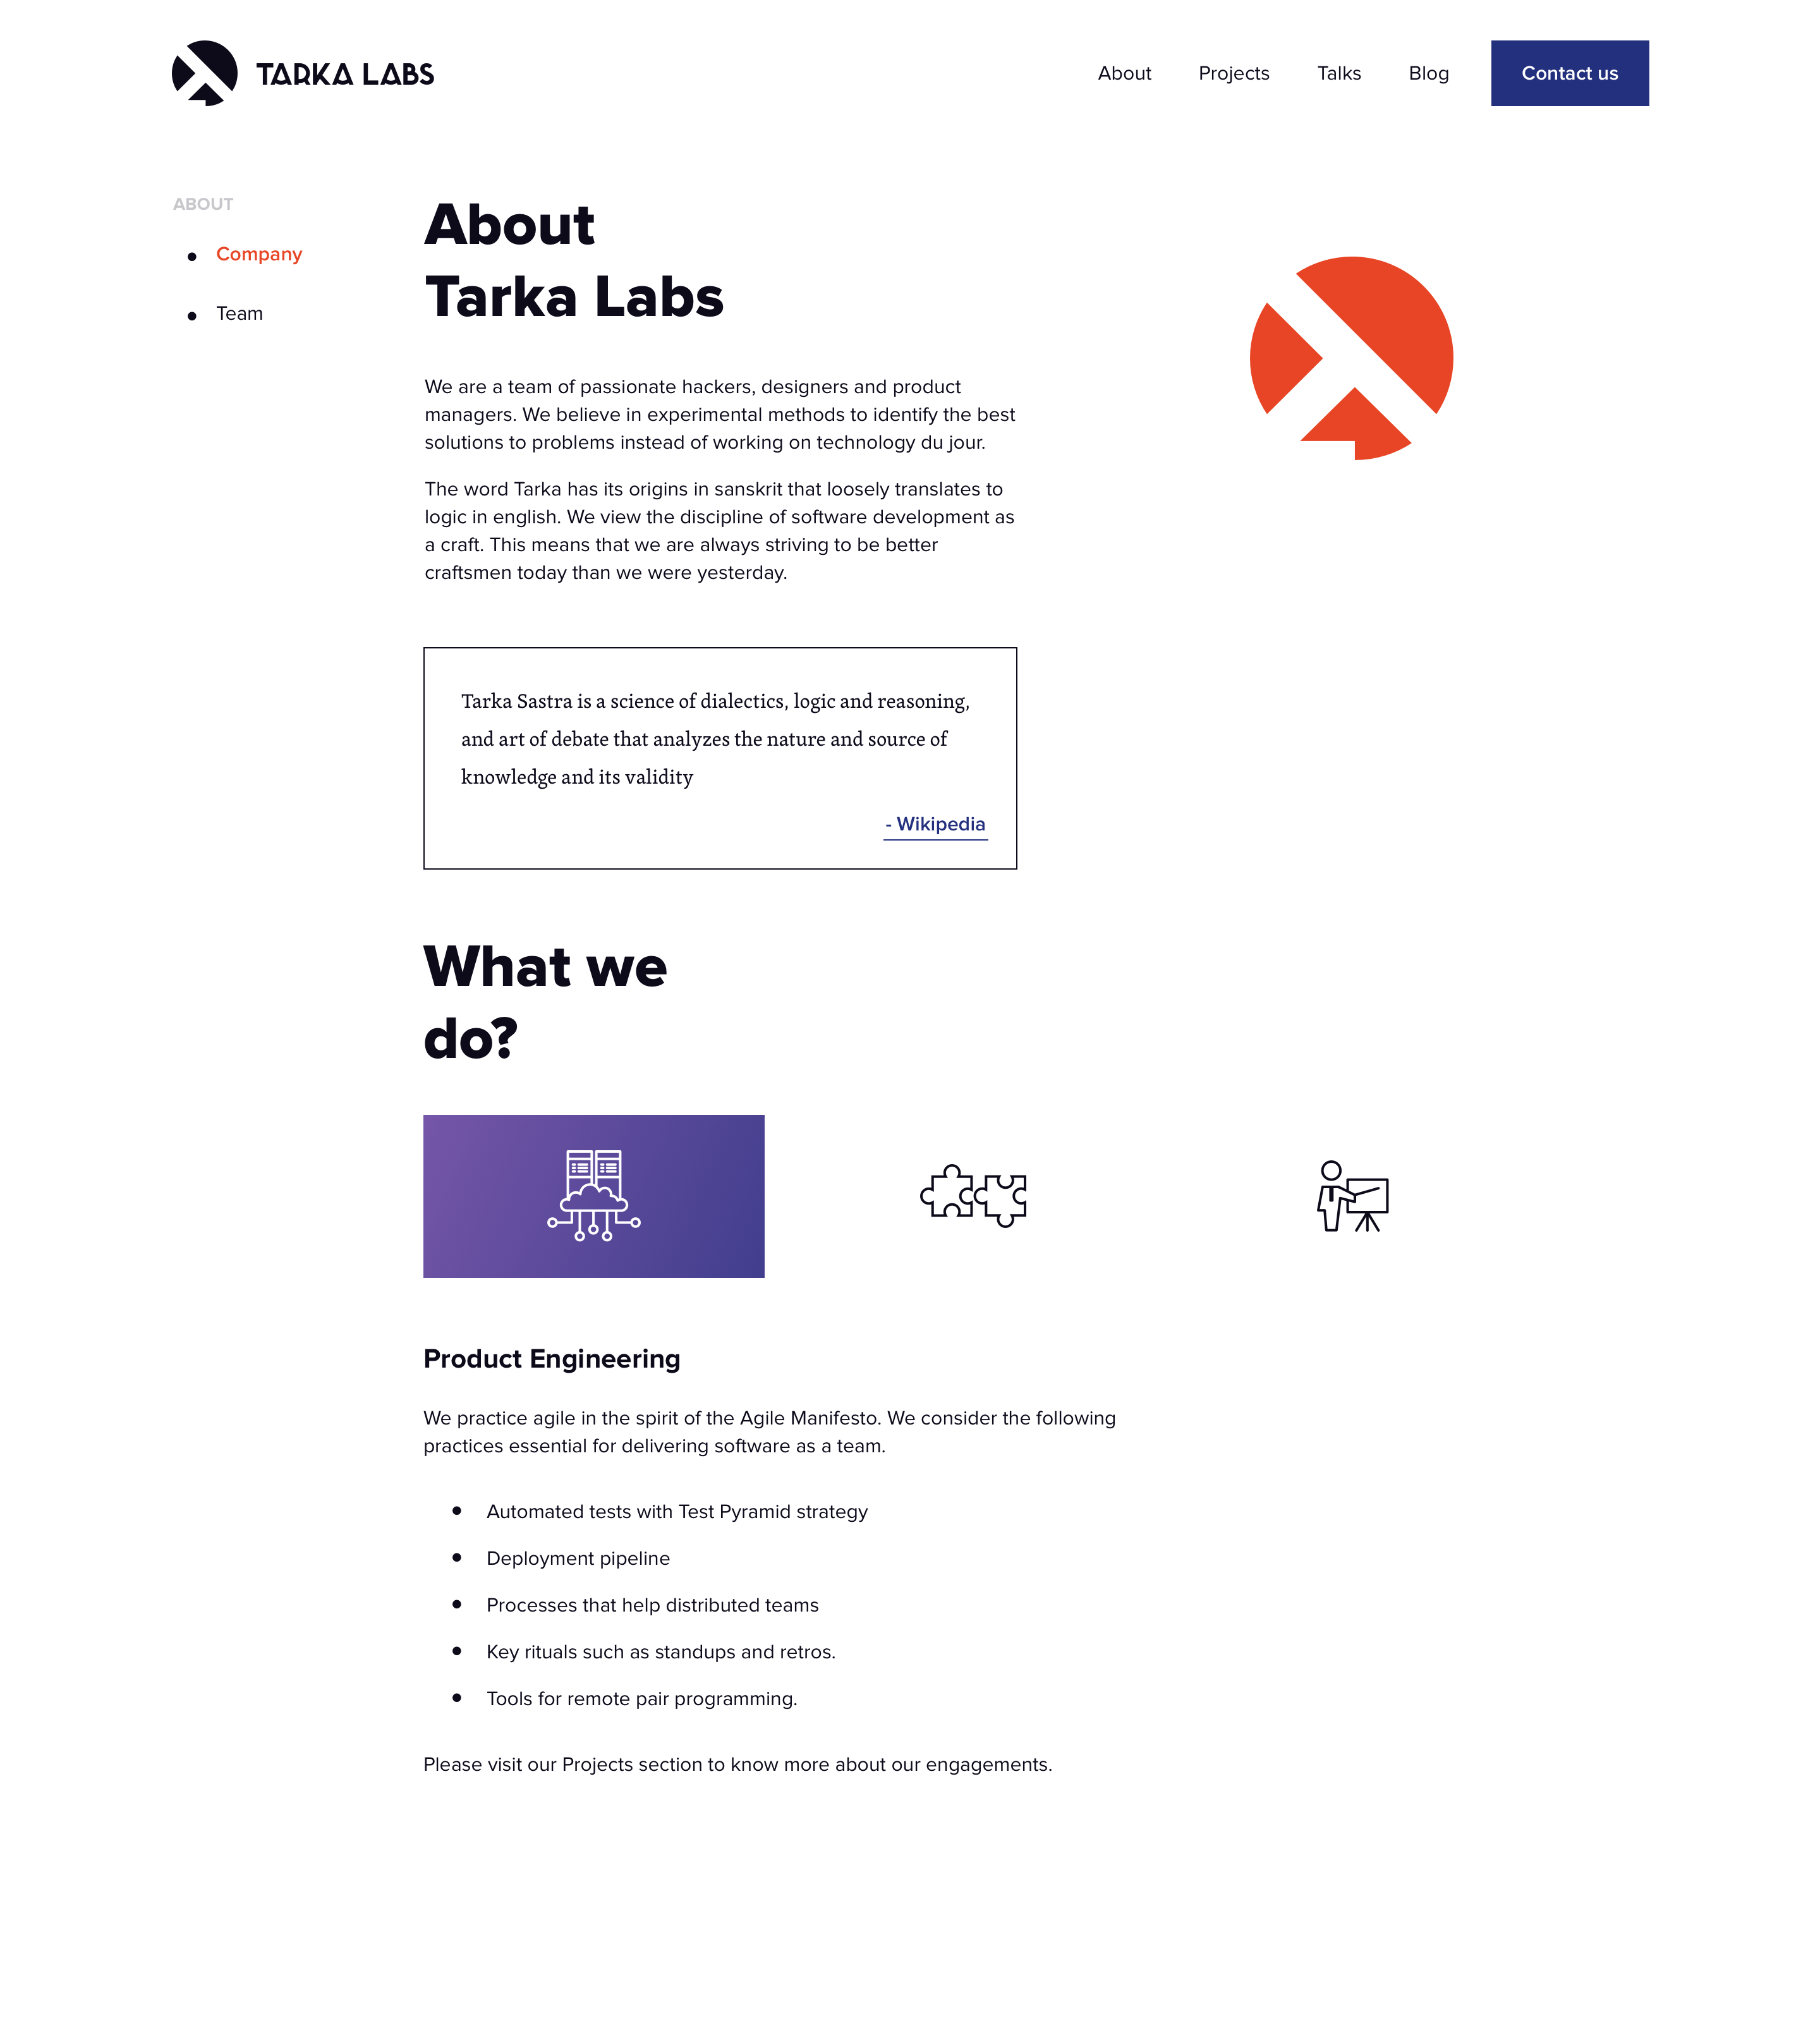 TARKA LABS
About
Projects
Talks
Blog
Contact us
ABOUT
Company
Team
About
Tarka Labs
We are a team of passionate hackers, designers and product
managers. We believe in experimental methods to identify the best
solutions to problems instead of working on technology du jour.
The word Tarka has its origins in sanskrit that loosely translates to
logic in english. We view the discipline of software development as
a craft. This means that we are always striving to be better
craftsmen today than we were yesterday.
Tarka Sastra is a science of dialectics, logic and reasoning,
and art of debate that analyzes the nature and source of
knowledge and its validity
- Wikipedia
What we
do?
Product Engineering
We practice agile in the spirit of the Agile Manifesto. We consider the following
practices essential for delivering software as a team.
Automated tests with Test Pyramid strategy
Deployment pipeline
Processes that help distributed teams
Key rituals such as standups and retros.
Tools for remote pair programming.
Please visit our Projects section to know more about our engagements.